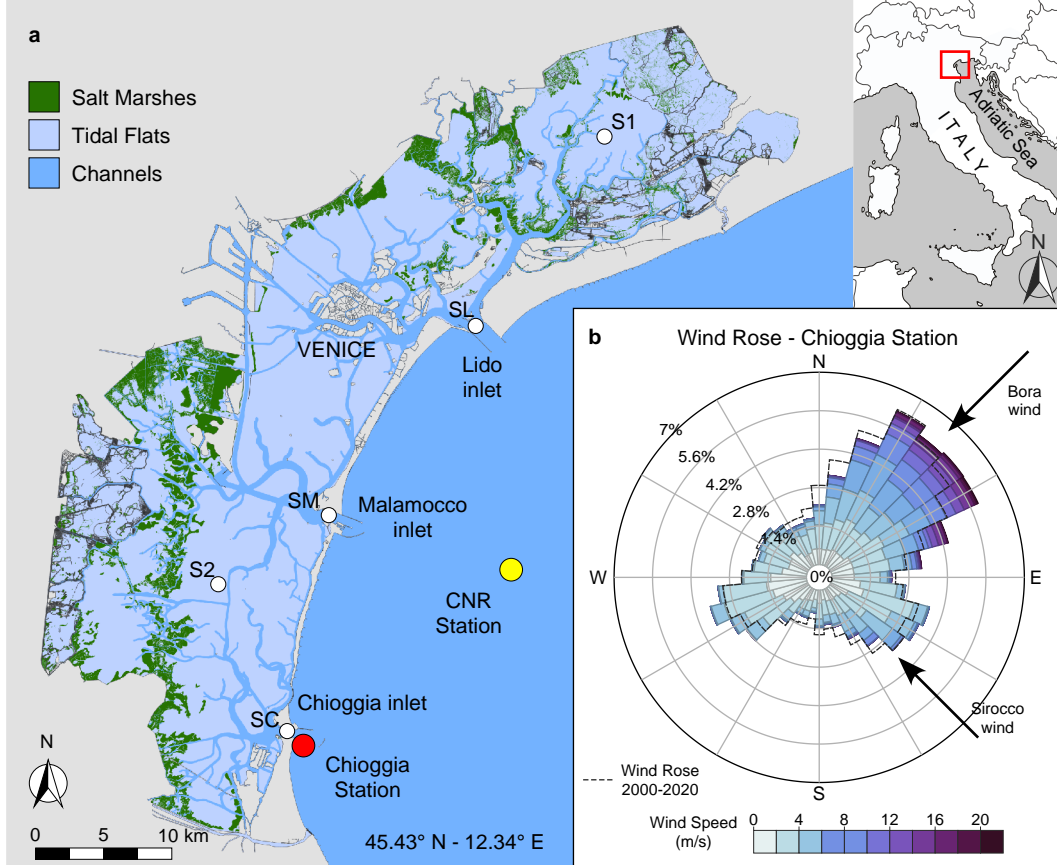 a
Salt Marshes
Tidal Flats
Channels
S1
SL
VENICE
Lido
inlet
SM
Malamocco
inlet
S2
CNR
Station
Chioggia inlet
SC
Chioggia
Station
N
0 5 10 km
45.43° N - 12.34° E
ITALY
Adriatic Sea
N
b
Wind Rose - Chioggia Station
N
Bora
wind
7%
5.6%
4.2%
2.8%
1.4%
0%
W
E
Sirocco
wind
S
Wind Rose
2000-2020
Wind Speed
(m/s)
0 4 8 12 16 20